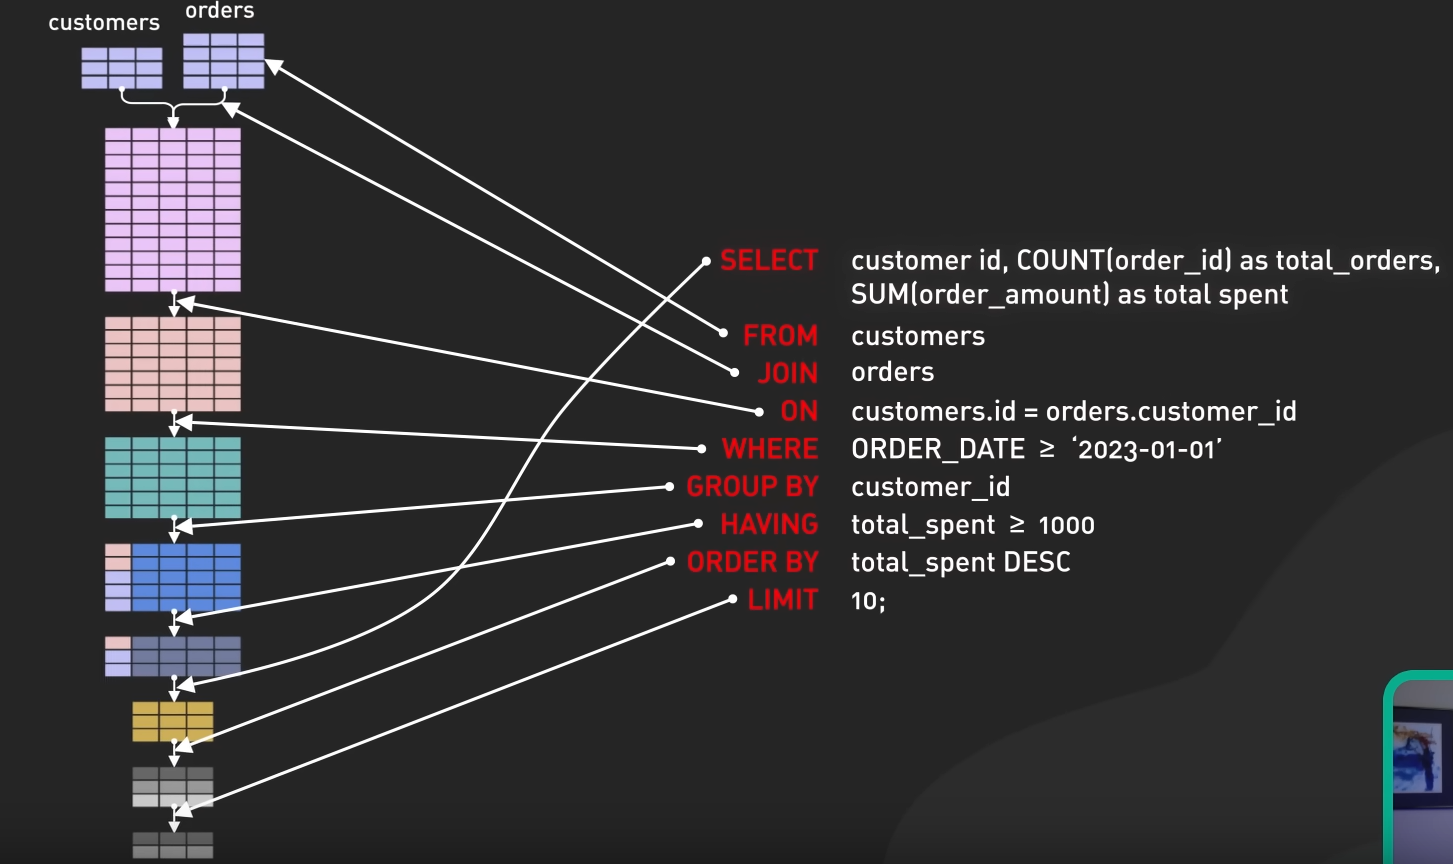 customers
orders
SELECT customer id, COUNT(order_id) as total_orders,
SUM(order_amount) as total spent
FROM customers
JOIN orders
ON customers.id = orders.customer_id
WHERE ORDER_DATE ≥ ‘2023-01-01’
GROUP BY customer_id
HAVING total_spent ≥ 1000
ORDER BY total_spent DESC
LIMIT 10;